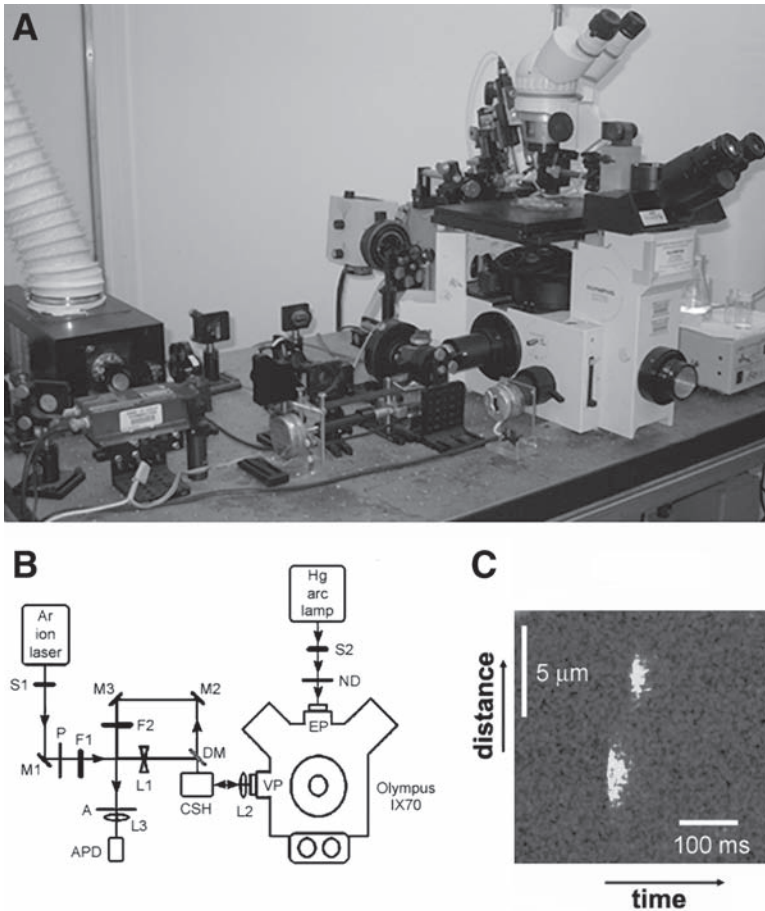 A
B
Hg
arc
lamp
Ar
ion
laser
S2
S1
M3
M2
ND
P
F1
F2
EP
DM
M1
L1
CSH
L2
VP
Olympus
IX70
A
L3
APD
C
5 μm
distance
100 ms
time